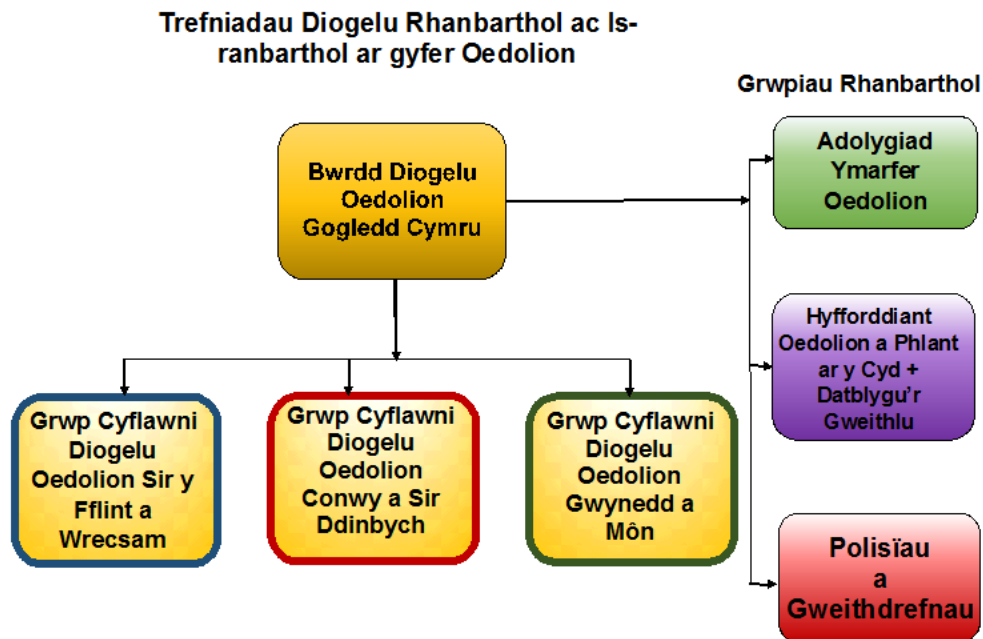 Trefniadau Diogelu Rhanbarthol ac Is-
ranbarthol ar gyfer Oedolion
Grwpiau Rhanbarthol
Bwrdd Diogelu
Oedolion
Gogledd Cymru
Adolygiad
Ymarfer
Oedolion
Hyfforddiant
Oedolion a Phlant
ar y Cyd +
Datblygu’r
Gweithlu
Grwp Cyflawni
Diogelu
Oedolion Sir y
Fflint a
Wrecsam
Grwp Cyflawni
Diogelu
Oedolion
Conwy a Sir
Ddinbych
Grwp Cyflawni
Diogelu
Oedolion
Gwynedd a
Môn
Polisïau
a
Gweithdrefnau